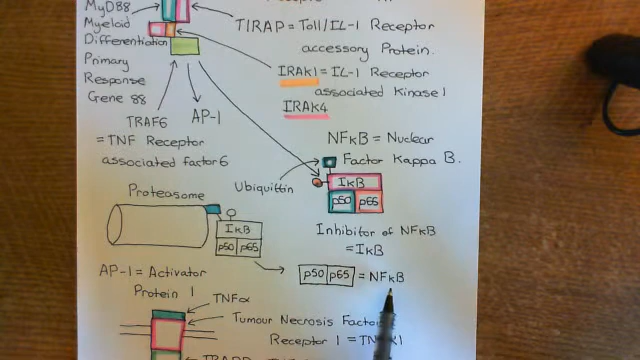 MyD88
Myeloid
Differentiation
Primary
Response
Gene 88
TIRAP = Toll/IL-1 Receptor
accessory Protein.
IRAK1 = IL-1 Receptor
associated Kinase 1
IRAK4
TRAF6
= TNF Receptor
associated factor 6
AP-1
NFκB = Nuclear
Factor Kappa B.
Ubiquitin
IκB
p50 p65
Proteasome
IκB
p50 p65
Inhibitor of NFκB
= IκB
p50 p65 = NFκB
AP-1 = Activator
Protein 1
TNFα
Tumour Necrosis Factor
Receptor 1 =